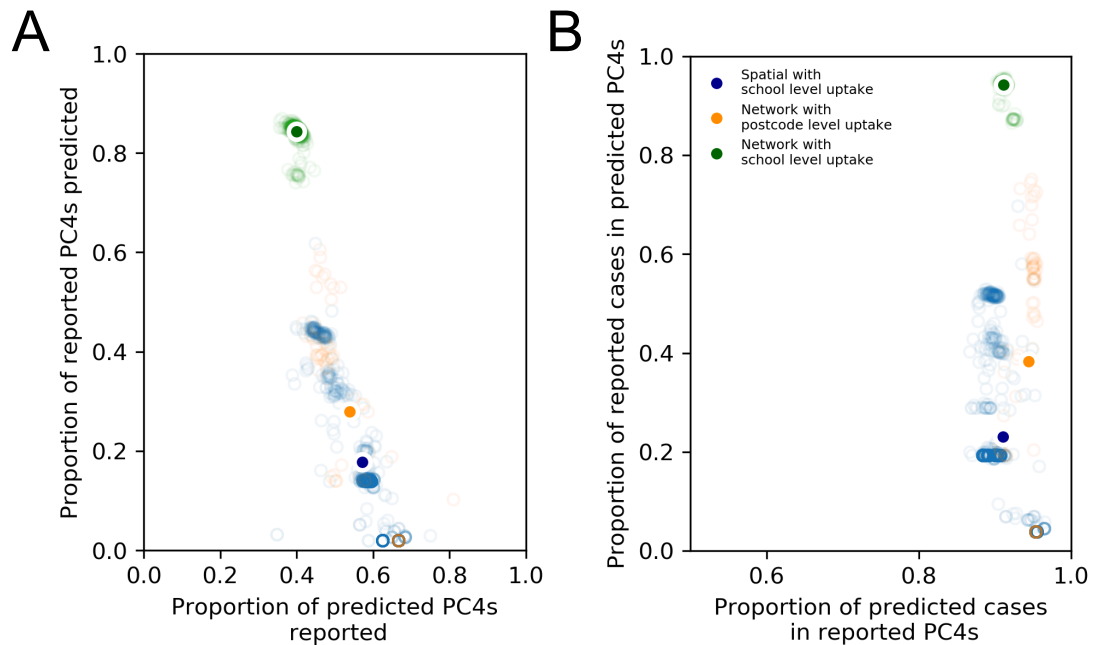 A
Proportion of reported PC4s predicted
1.0
0.8
0.6
0.4
0.2
0.0
0.0
0.2
0.4
0.6
0.8
1.0
Proportion of predicted PC4s
reported
B
Proportion of reported cases in predicted PC4s
1.0
0.8
0.6
0.4
0.2
0.0
Spatial with
school level uptake
Network with
postcode level uptake
Network with
school level uptake
0.6
0.8
1.0
Proportion of predicted cases
in reported PC4s